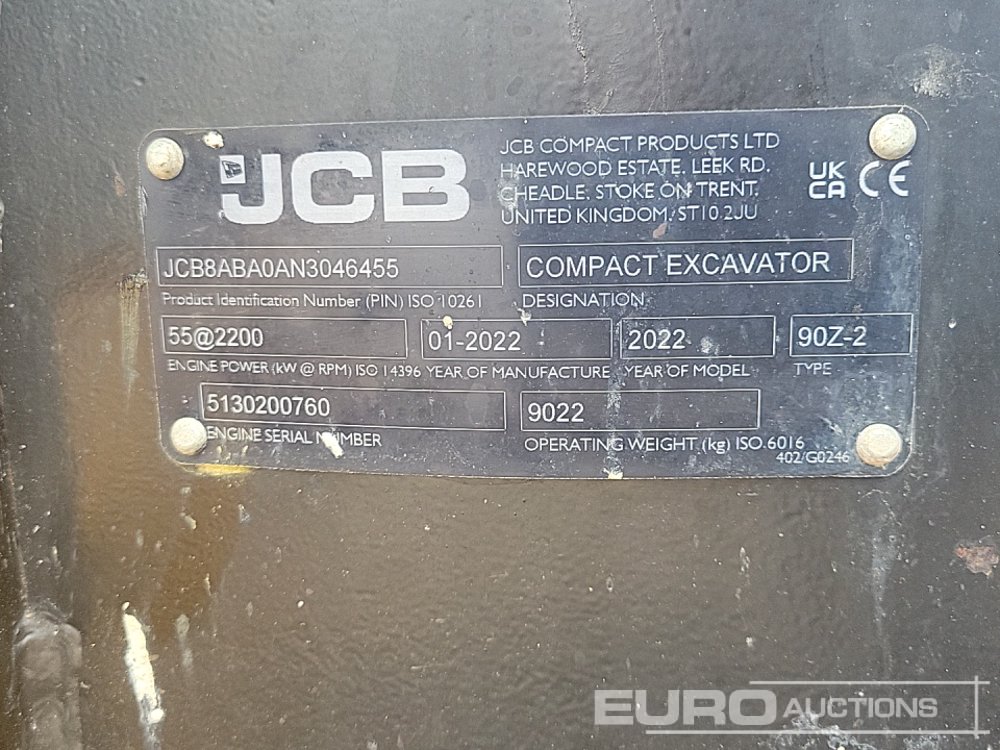 JCB
JCB COMPACT PRODUCTS LTD
HAREWOOD ESTATE. LEEK RD.
CHEADLE. STOKE ON TRENT.
UNITED KINGDOM. ST10 2JU
UK
CA CE
JCB8ABA0AN3046455
Product Identification Number (PIN) ISO 10261
COMPACT EXCAVATOR
DESIGNATION
55@2200
ENGINE POWER (kW @ RPM) ISO 14396
01-2022
YEAR OF MANUFACTURE
2022
YEAR OF MODEL
90Z-2
TYPE
5130200760
ENGINE SERIAL NUMBER
9022
OPERATING WEIGHT (kg) ISO 6016
402/G0246
EURO AUCTIONS